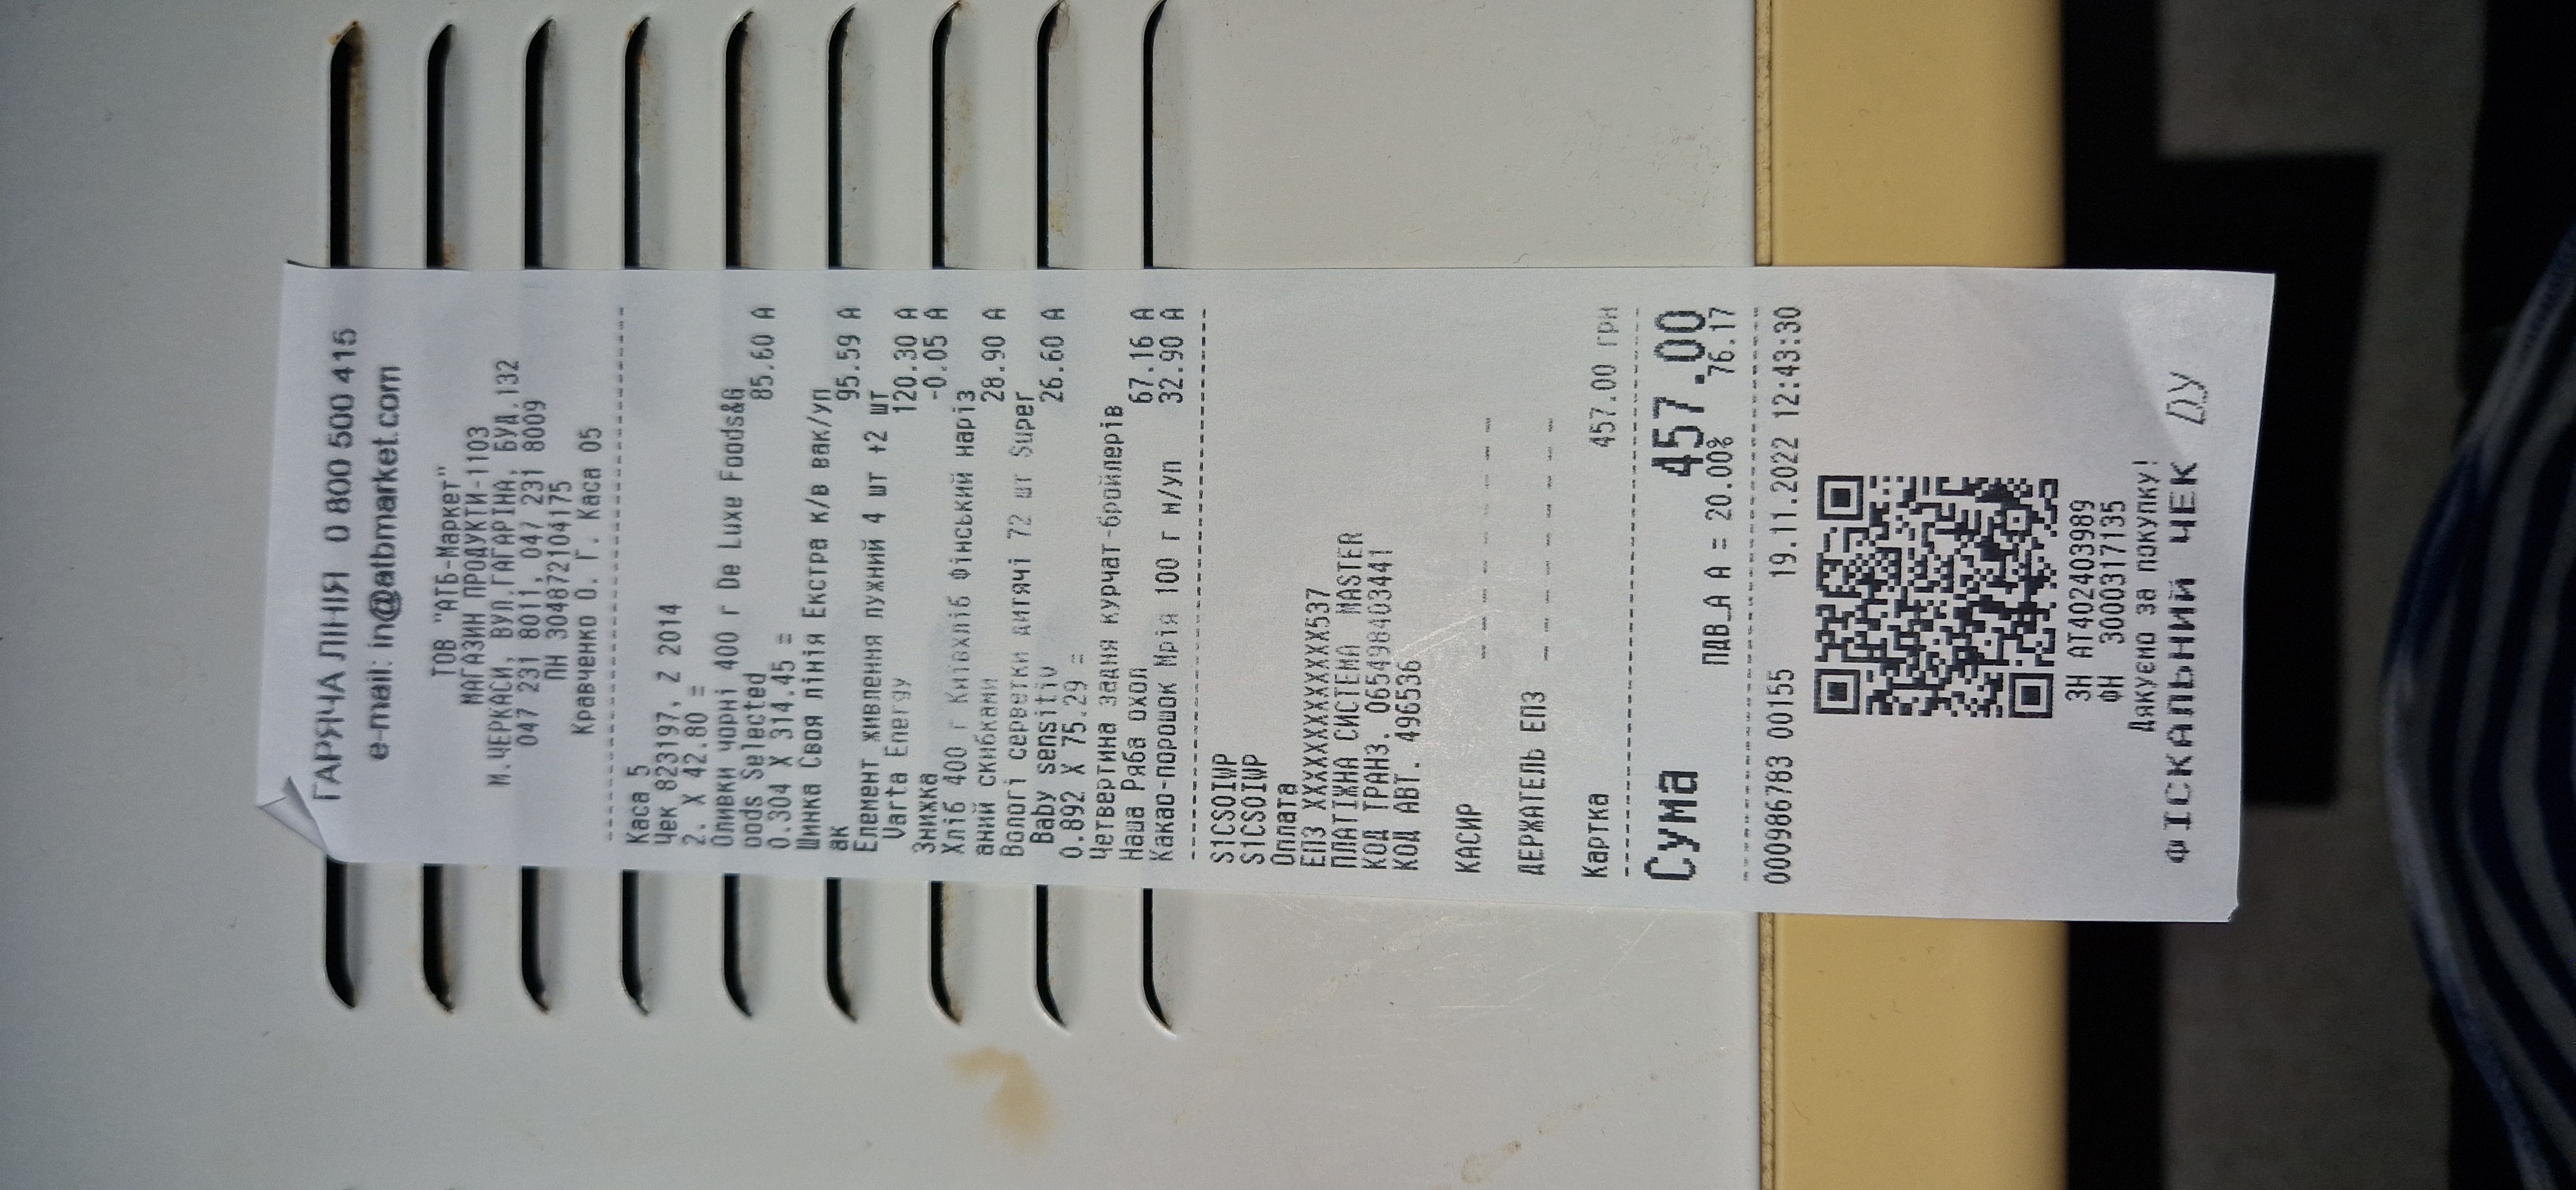 ГАРЯЧА ЛІНІЯ 0 800 500 415
e-mail: in@atbmarket.com
ТОВ "АТБ-Маркет"
МАГАЗИН ПРОДУКТИ-1103
М.ЧЕРКАСИ, ВУЛ.ГАГАРІНА, БУД.132
047 231 8011, 047 231 8009
ПН 304872104175
Кравченко О. Г. Каса 05
Каса 5
Чек 823197, Z 2014
2. X 42.80 =
Оливки чорні 400 г De Luxe Foods&G
oods Selected 85.60 А
0.304 X 314.45 =
Шинка Своя лінія Екстра к/в вак/уп
ак 95.59 А
Елемент живлення лужний 4 шт +2 шт
Varta Energy 120.30 А
Знижка -0.05 А
Хліб 400 г Київхліб Фінський наріз
аний скибками 28.90 А
Вологі серветки дитячі 72 шт Super
Baby sensitiv 26.60 А
0.892 X 75.29 =
Четвертина задня курчат-бройлерів
Наша Ряба охол 67.16 А
Какао-порошок Мрія 100 г м/уп 32.90 А
S1CS0IWP
S1CS0IWP
Оплата
ЕПЗ XXXXXXXXXXXXX537
ПЛАТІЖНА СИСТЕМА MASTER
КОД ТРАНЗ. 065498403441
КОД АВТ. 496536
КАСИР
ДЕРЖАТЕЛЬ ЕПЗ
Картка 457.00 ГРН
Сума 457.00
ПДВ_А А = 20.00% 76.17
000986783 00155 19.11.2022 12:43:30
ЗН АТ40240З989
ФН 3000317135
Дякуємо за покупку!
ФІСКАЛЬНИЙ ЧЕК